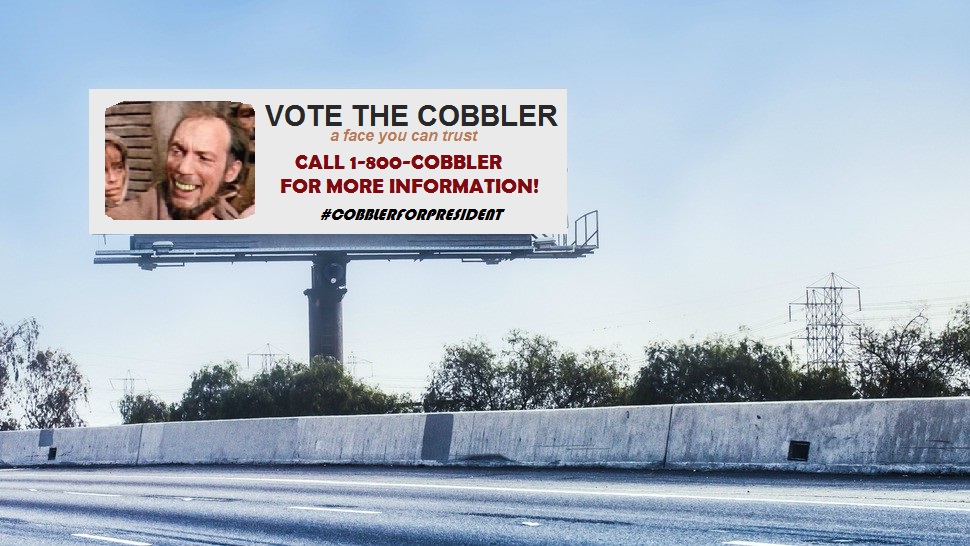 VOTE THE COBBLER
a face you can trust
CALL 1-800-COBBLER
FOR MORE INFORMATION!
#COBBLERFORPRESIDENT